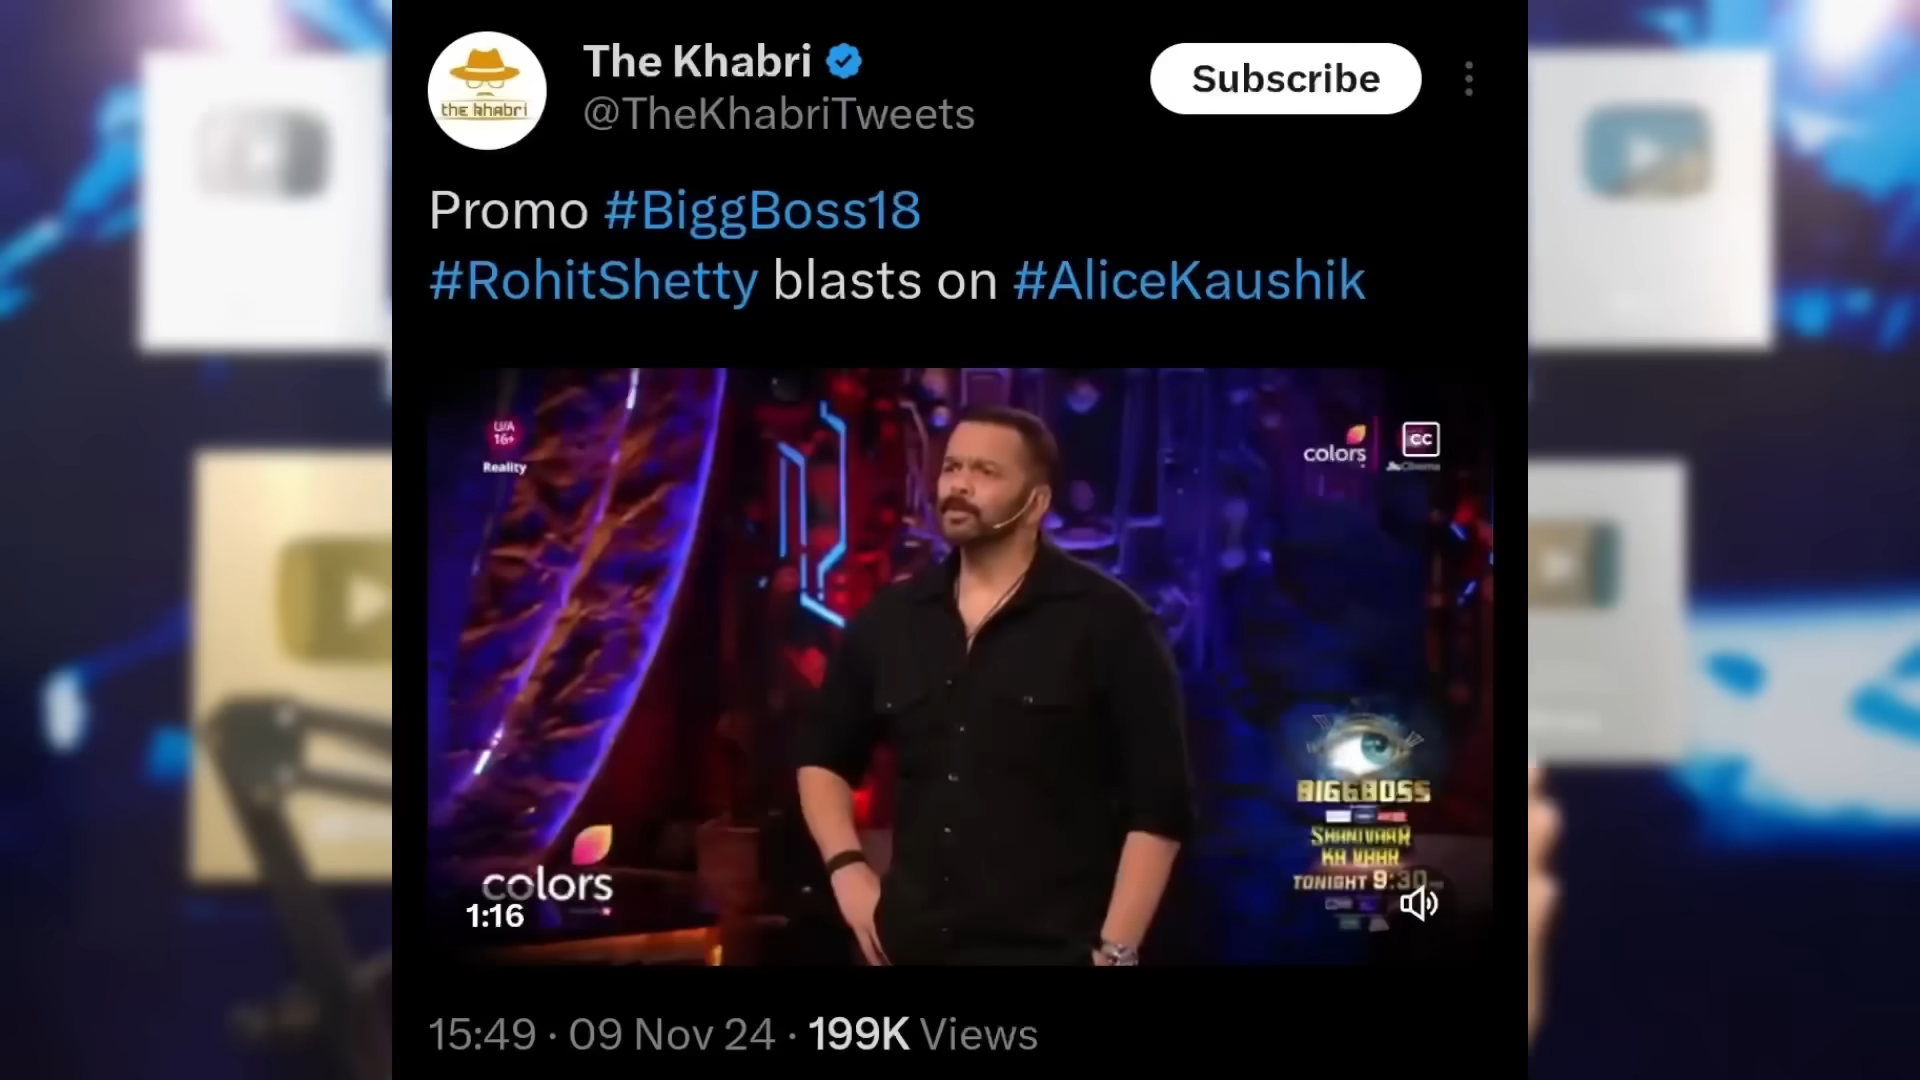 The Khabri
@TheKhabriTweets
Subscribe
the khabri
Promo #BiggBoss18
#RohitShetty blasts on #AliceKaushik
U/A
16+
Reality
colors
CC
JioCinema
BIGG BOSS
SHANIVAAR
KA VAAR
TONIGHT 9:30
colors
1:16
15:49 · 09 Nov 24 · 199K Views